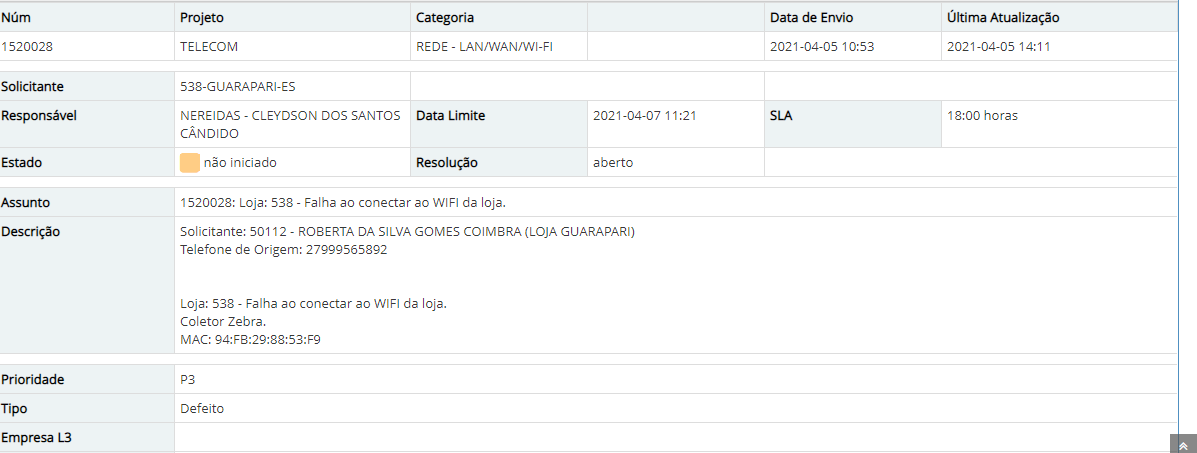 Núm Projeto Categoria Data de Envio Última Atualização
1520028 TELECOM REDE - LAN/WAN/WI-FI 2021-04-05 10:53 2021-04-05 14:11
Solicitante 538-GUARAPARI-ES
Responsável NEREIDAS - CLEYDSON DOS SANTOS Data Limite 2021-04-07 11:21 SLA 18:00 horas
CÂNDIDO
Estado não iniciado Resolução aberto
Assunto 1520028: Loja: 538 - Falha ao conectar ao WIFI da loja.
Descrição Solicitante: 50112 - ROBERTA DA SILVA GOMES COIMBRA (LOJA GUARAPARI)
Telefone de Origem: 27999565892
Loja: 538 - Falha ao conectar ao WIFI da loja.
Coletor Zebra.
MAC: 94:FB:29:88:53:F9
Prioridade P3
Tipo Defeito
Empresa L3